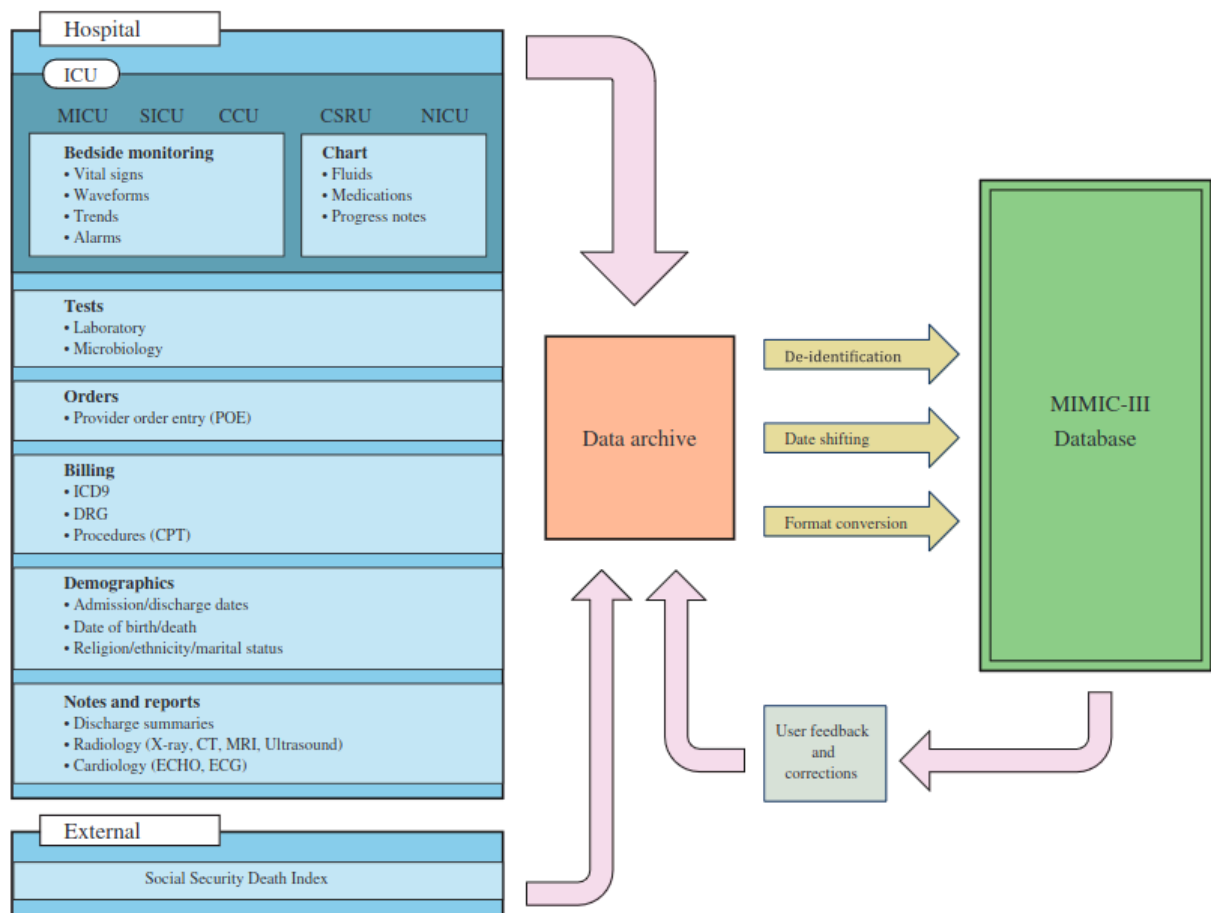 Hospital
ICU
MICU SICU CCU CSRU NICU
Bedside monitoring
• Vital signs
• Waveforms
• Trends
• Alarms
Chart
• Fluids
• Medications
• Progress notes
Tests
• Laboratory
• Microbiology
Orders
• Provider order entry (POE)
Billing
• ICD9
• DRG
• Procedures (CPT)
Demographics
• Admission/discharge dates
• Date of birth/death
• Religion/ethnicity/marital status
Notes and reports
• Discharge summaries
• Radiology (X-ray, CT, MRI, Ultrasound)
• Cardiology (ECHO, ECG)
External
Social Security Death Index
Data archive
De-identification
Date shifting
Format conversion
MIMIC-III
Database
User feedback
and
corrections